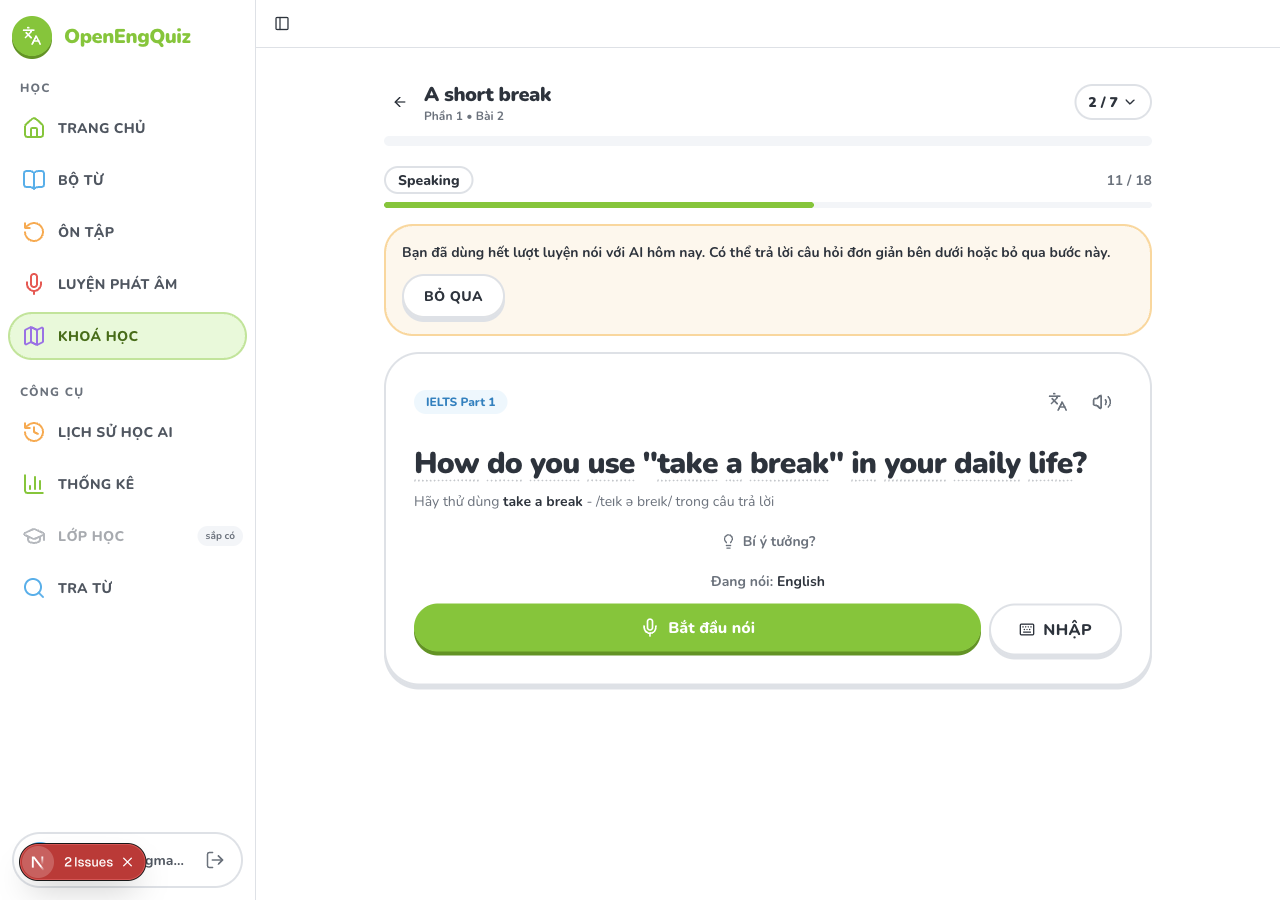 OpenEngQuiz
HỌC
TRANG CHỦ
BỘ TỪ
ÔN TẬP
LUYỆN PHÁT ÂM
KHOÁ HỌC
CÔNG CỤ
LỊCH SỬ HỌC AI
THỐNG KÊ
LỚP HỌC
sắp có
TRA TỪ
N 2 Issues
gma...
A short break
Phần 1 • Bài 2
2 / 7
Speaking
11 / 18
Bạn đã dùng hết lượt luyện nói với AI hôm nay. Có thể trả lời câu hỏi đơn giản bên dưới hoặc bỏ qua bước này.
BỎ QUA
IELTS Part 1
How do you use "take a break" in your daily life?
Hãy thử dùng take a break - /teɪk ə breɪk/ trong câu trả lời
Bí ý tưởng?
Đang nói: English
Bắt đầu nói
NHẬP